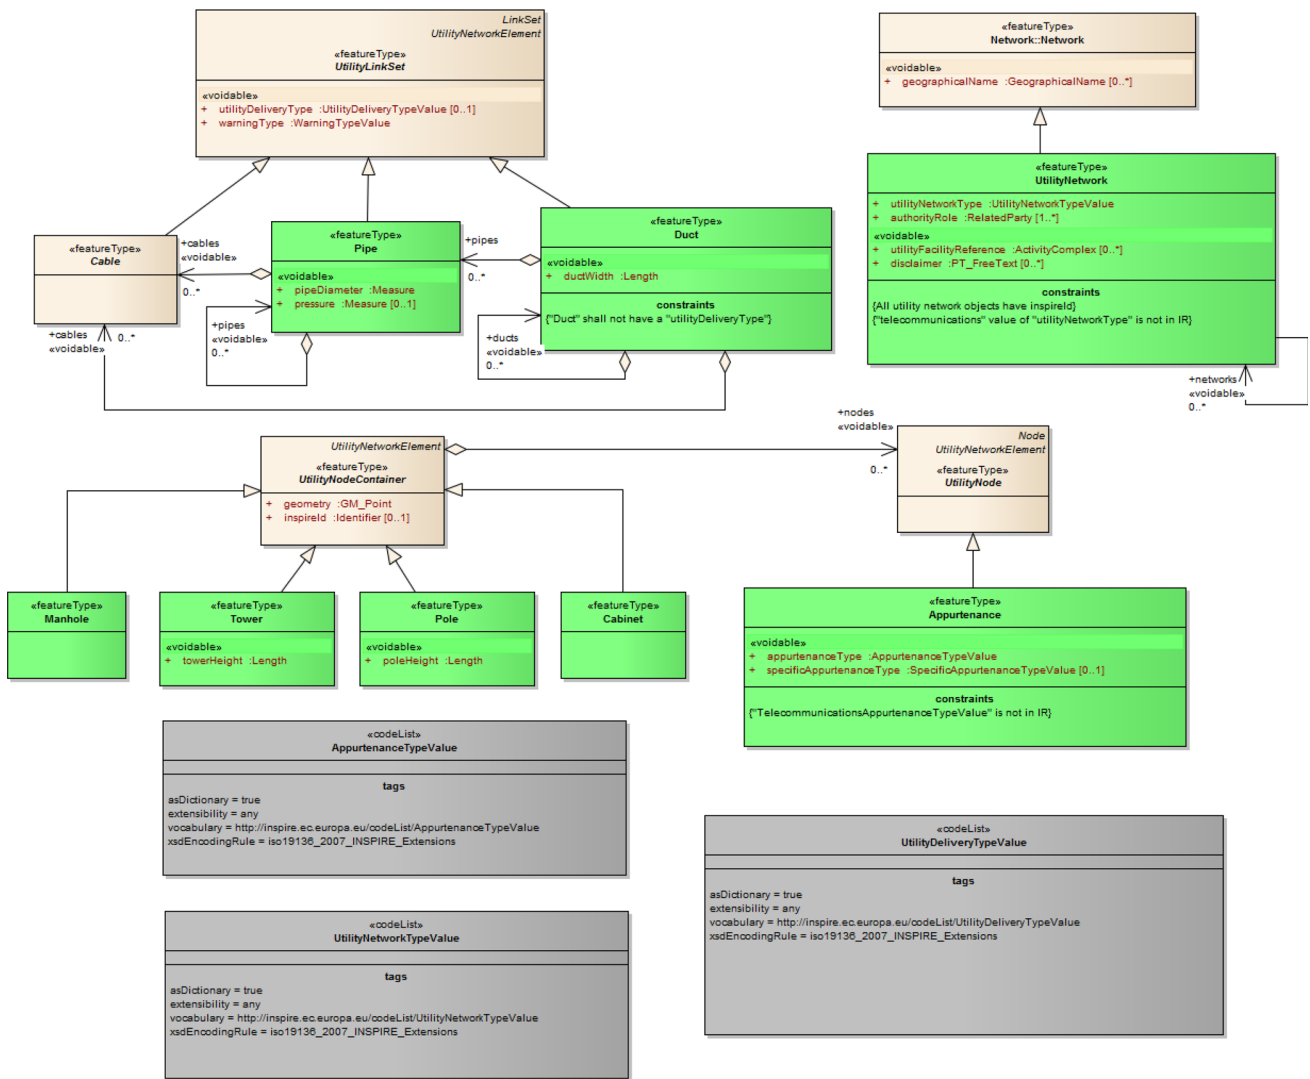 LinkSet
UtilityNetworkElement
«featureType»
UtilityLinkSet
«voidable»
+ utilityDeliveryType :UtilityDeliveryTypeValue [0..1]
+ warningType :WarningTypeValue
«featureType»
Network::Network
«voidable»
+ geographicalName :GeographicalName [0..*]
«featureType»
UtilityNetwork
+ utilityNetworkType :UtilityNetworkTypeValue
+ authorityRole :RelatedParty [1..*]
«voidable»
+ utilityFacilityReference :ActivityComplex [0..*]
+ disclaimer :PT_FreeText [0..*]
constraints
{All utility network objects have inspireId}
{"telecommunications" value of "utilityNetworkType" is not in IR}
+networks
«voidable»
0..*
«featureType»
Cable
+cables
«voidable»
0..*
«featureType»
Pipe
«voidable»
+ pipeDiameter :Measure
+ pressure :Measure [0..1]
+pipes
0..*
«featureType»
Duct
«voidable»
+ ductWidth :Length
constraints
{"Duct" shall not have a "utilityDeliveryType"}
+cables
«voidable»
0..*
+pipes
«voidable»
0..*
+ducts
«voidable»
0..*
UtilityNetworkElement
«featureType»
UtilityNodeContainer
+ geometry :GM_Point
+ inspireId :Identifier [0..1]
+nodes
«voidable»
0..*
Node
UtilityNetworkElement
«featureType»
UtilityNode
«featureType»
Manhole
«featureType»
Tower
«voidable»
+ towerHeight :Length
«featureType»
Pole
«voidable»
+ poleHeight :Length
«featureType»
Cabinet
«featureType»
Appurtenance
«voidable»
+ appurtenanceType :AppurtenanceTypeValue
+ specificAppurtenanceType :SpecificAppurtenanceTypeValue [0..1]
constraints
{"TelecommunicationsAppurtenanceTypeValue" is not in IR}
«codeList»
AppurtenanceTypeValue
tags
asDictionary = true
extensibility = any
vocabulary = http://inspire.ec.europa.eu/codeList/AppurtenanceTypeValue
xsdEncodingRule = iso19136_2007_INSPIRE_Extensions
«codeList»
UtilityDeliveryTypeValue
tags
asDictionary = true
extensibility = any
vocabulary = http://inspire.ec.europa.eu/codeList/UtilityDeliveryTypeValue
xsdEncodingRule = iso19136_2007_INSPIRE_Extensions
«codeList»
UtilityNetworkTypeValue
tags
asDictionary = true
extensibility = any
vocabulary = http://inspire.ec.europa.eu/codeList/UtilityNetworkTypeValue
xsdEncodingRule = iso19136_2007_INSPIRE_Extensions